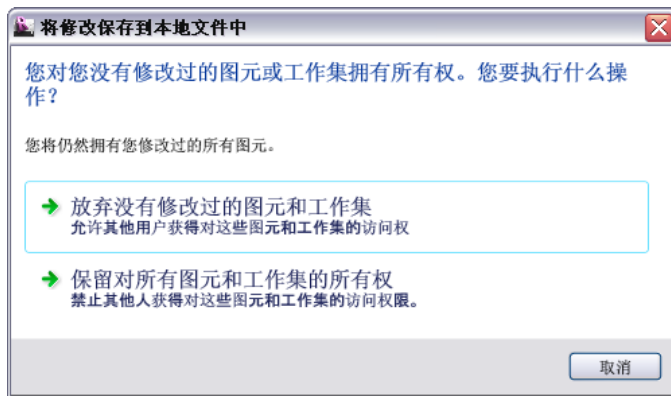 将修改保存到本地文件中
您对您没有修改过的图元或工作集拥有所有权。您要执行什么操
作？
您将仍然拥有您修改过的所有图元。
放弃没有修改过的图元和工作集
允许其他用户获得对这些图元和工作集的访问权
保留对所有图元和工作集的所有权
禁止其他人获得对这些图元和工作集的访问权限。
取消